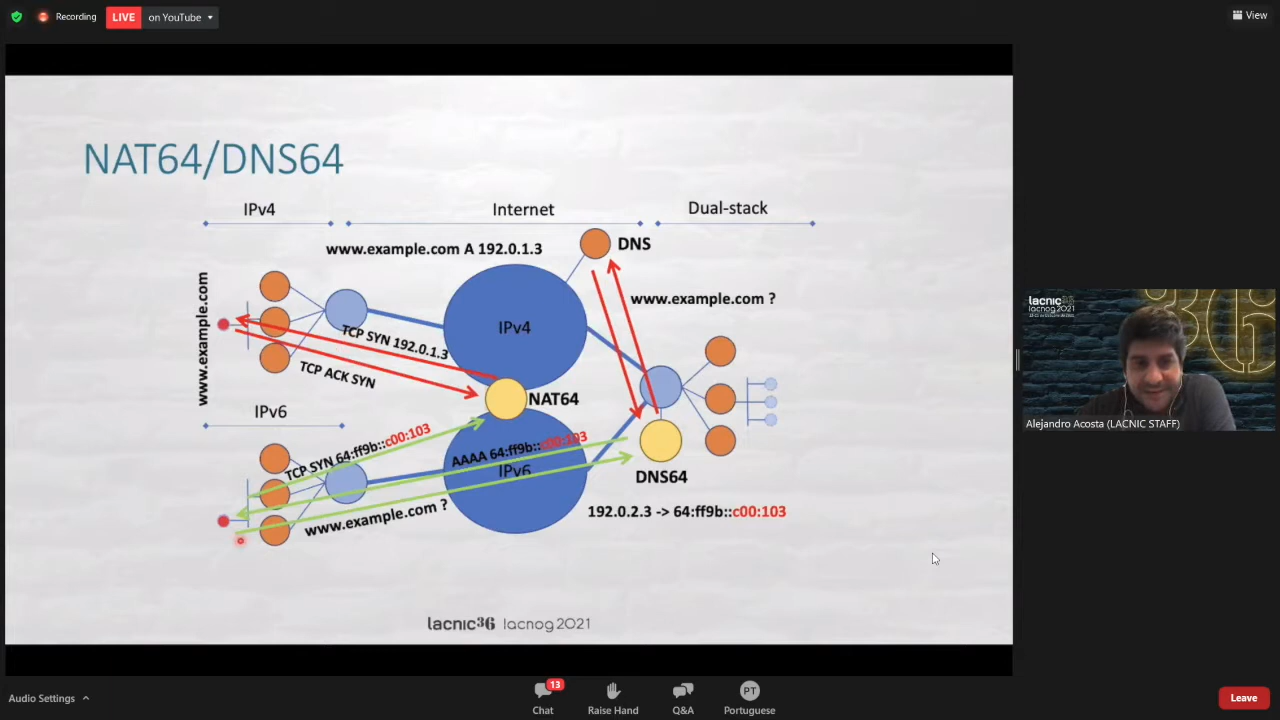 Recording
LIVE
on YouTube
View
NAT64/DNS64
IPv4
Internet
Dual-stack
www.example.com A 192.0.1.3
DNS
www.example.com ?
www.example.com
IPv4
TCP SYN 192.0.1.3
TCP ACK SYN
NAT64
IPv6
TCP SYN 64:ff9b::c00:103
AAAA 64:ff9b::c00:103
IPv6
DNS64
www.example.com ?
192.0.2.3 -> 64:ff9b::c00:103
lacnic36 lacnog2021
lacnic36
lacnog2021
36
Alejandro Acosta (LACNIC STAFF)
Audio Settings
13
Chat
Raise Hand
Q&A
PT
Portuguese
Leave